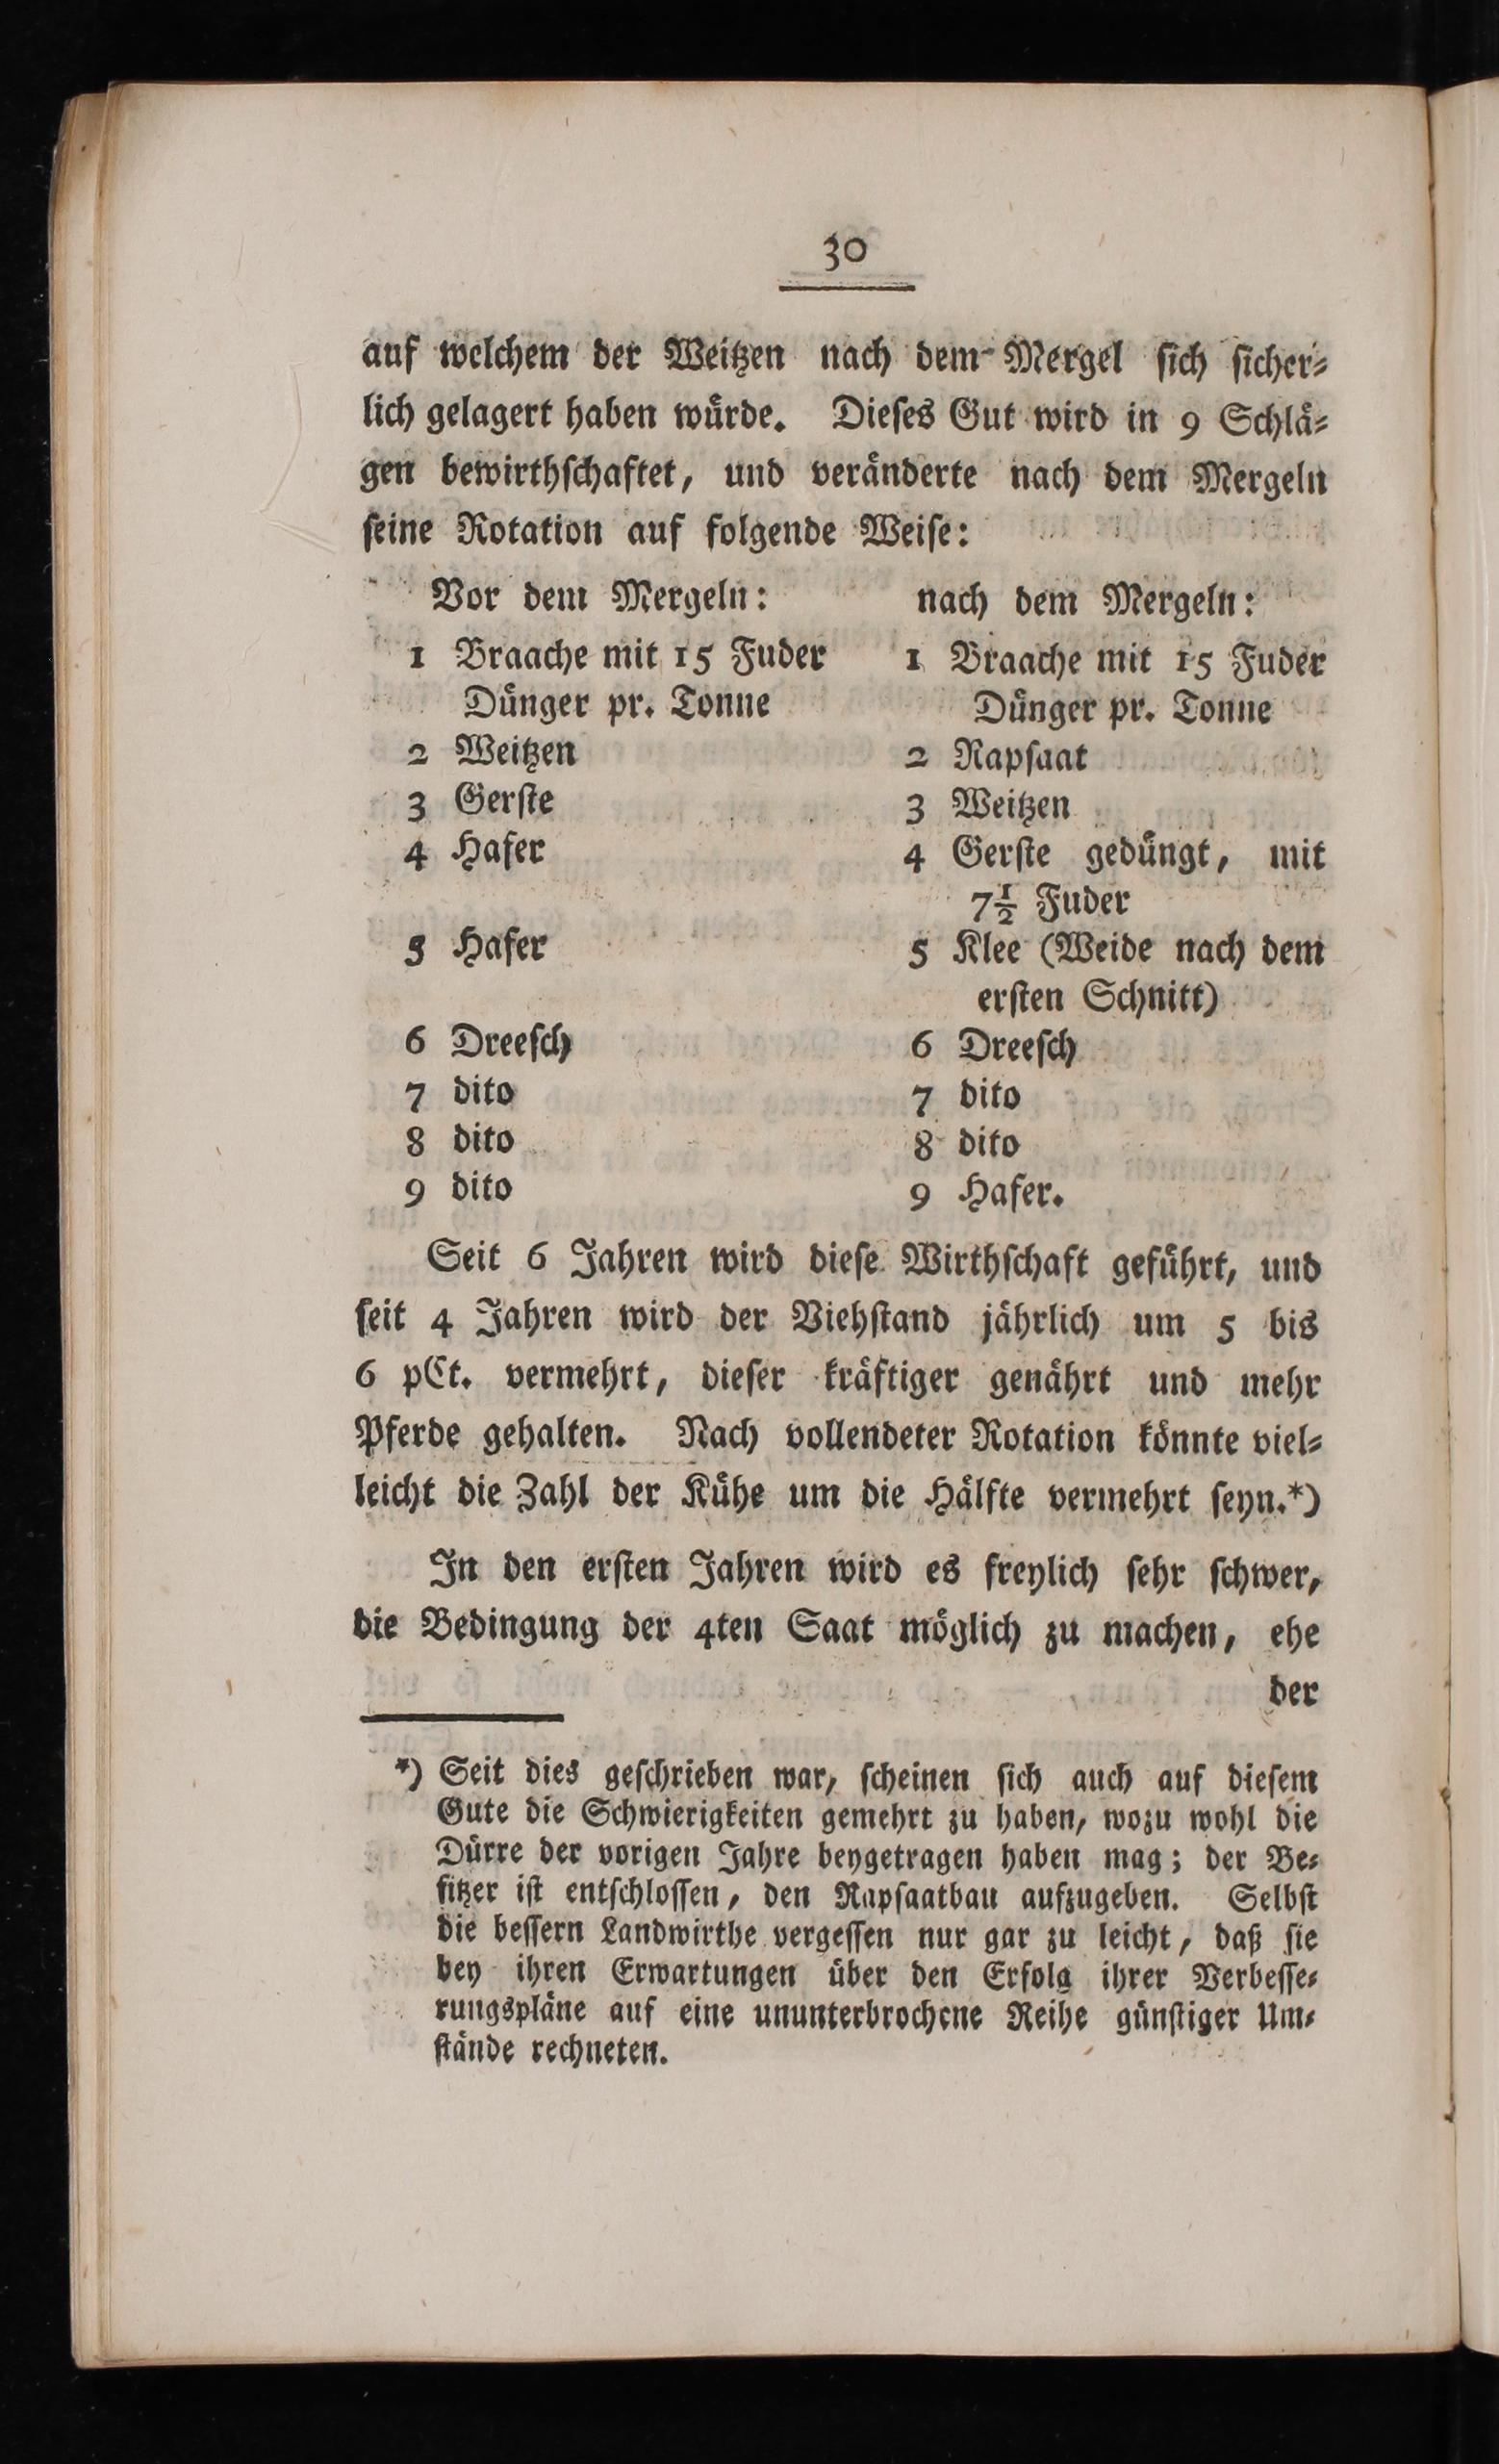 30
auf welchem der Weitzen nach dem Mergel sich sicher-
lich gelagert haben würde. Dieses Gut wird in 9 Schlä-
gen bewirthschaftet, und veränderte nach dem Mergeln
seine Rotation auf folgende Weise:
Vor dem Mergeln:
1 Braache mit 15 Fuder
Dünger pr. Tonne
2 Weitzen
3 Gerste
4 Hafer
5 Hafer
6 Dreesch
7 dito
8 dito
9 dito
nach dem Mergeln:
1 Braache mit 15 Fuder
Dünger pr. Tonne
2 Rapsaat
3 Weitzen
4 Gerste gedüngt, mit
7½ Fuder
5 Klee (Weide nach dem
ersten Schnitt)
6 Dreesch
7 dito
8 dito
9 Hafer.
Seit 6 Jahren wird diese Wirthschaft geführt, und
seit 4 Jahren wird der Viehstand jährlich um 5 bis
6 pCt. vermehrt, dieser kräftiger genährt und mehr
Pferde gehalten. Nach vollendeter Rotation könnte viel-
leicht die Zahl der Kühe um die Hälfte vermehrt seyn.*)
In den ersten Jahren wird es freylich sehr schwer,
die Bedingung der 4ten Saat möglich zu machen, ehe
der
*) Seit dies geschrieben war, scheinen sich auch auf diesem
Gute die Schwierigkeiten gemehrt zu haben, wozu wohl die
Dürre der vorigen Jahre beygetragen haben mag; der Be-
sitzer ist entschlossen, den Rapsaatbau aufzugeben. Selbst
die bessern Landwirthe vergessen nur gar zu leicht, daß sie
bey ihren Erwartungen über den Erfolg ihrer Verbesse-
rungspläne auf eine ununterbrochene Reihe günstiger Um-
stände rechneten.